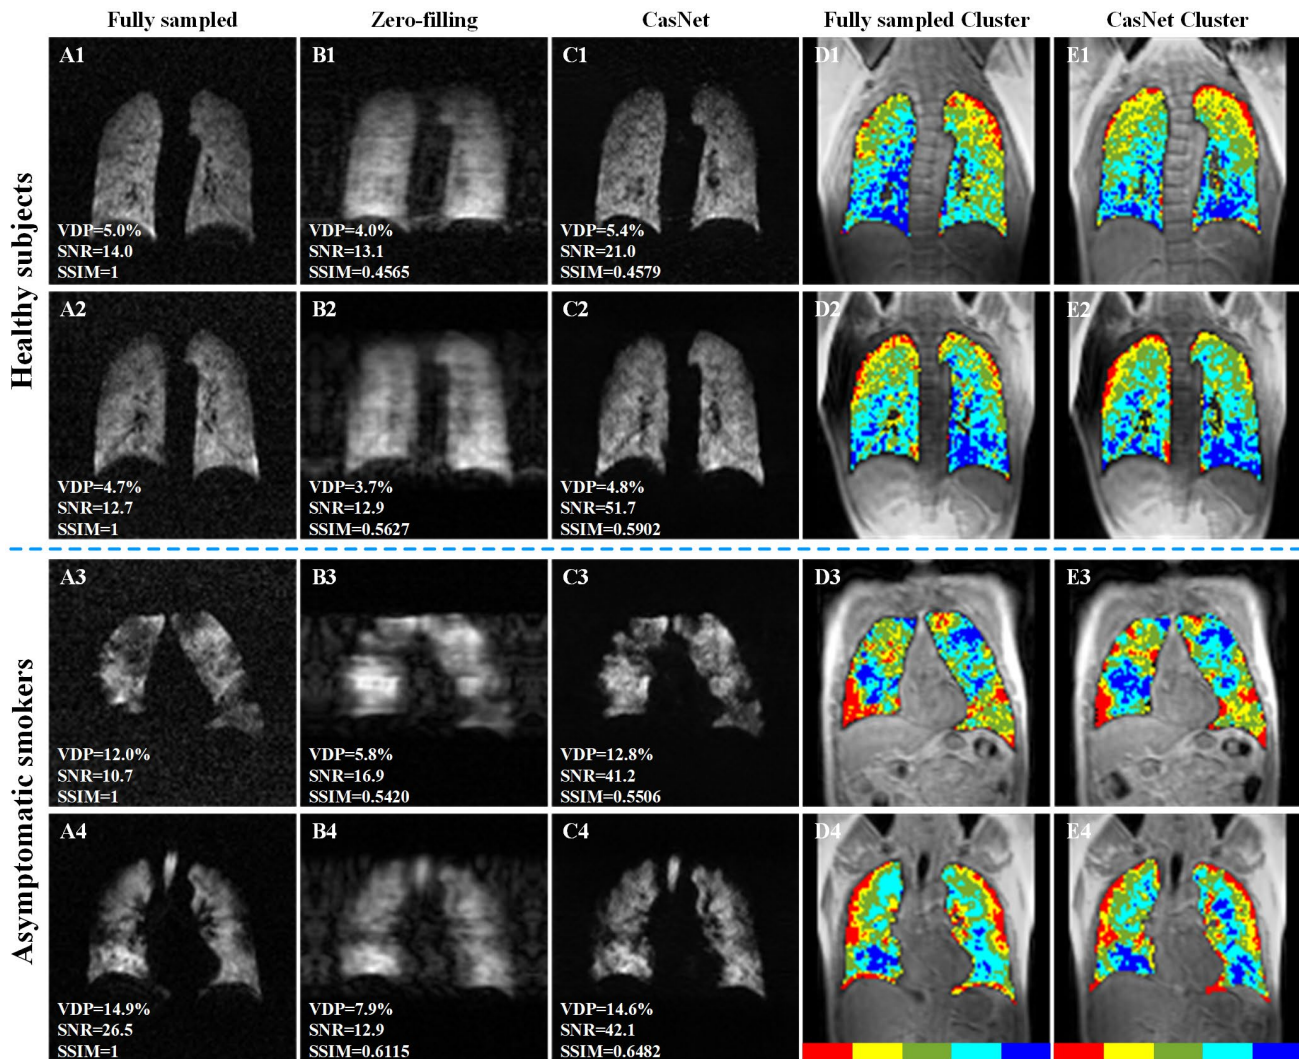 Fully sampled
Zero-filling
CasNet
Fully sampled Cluster
CasNet Cluster
Healthy subjects
A1
VDP=5.0%
SNR=14.0
SSIM=1
B1
VDP=4.0%
SNR=13.1
SSIM=0.4565
C1
VDP=5.4%
SNR=21.0
SSIM=0.4579
D1
E1
A2
VDP=4.7%
SNR=12.7
SSIM=1
B2
VDP=3.7%
SNR=12.9
SSIM=0.5627
C2
VDP=4.8%
SNR=51.7
SSIM=0.5902
D2
E2
Asymptomatic smokers
A3
VDP=12.0%
SNR=10.7
SSIM=1
B3
VDP=5.8%
SNR=16.9
SSIM=0.5420
C3
VDP=12.8%
SNR=41.2
SSIM=0.5506
D3
E3
A4
VDP=14.9%
SNR=26.5
SSIM=1
B4
VDP=7.9%
SNR=12.9
SSIM=0.6115
C4
VDP=14.6%
SNR=42.1
SSIM=0.6482
D4
E4